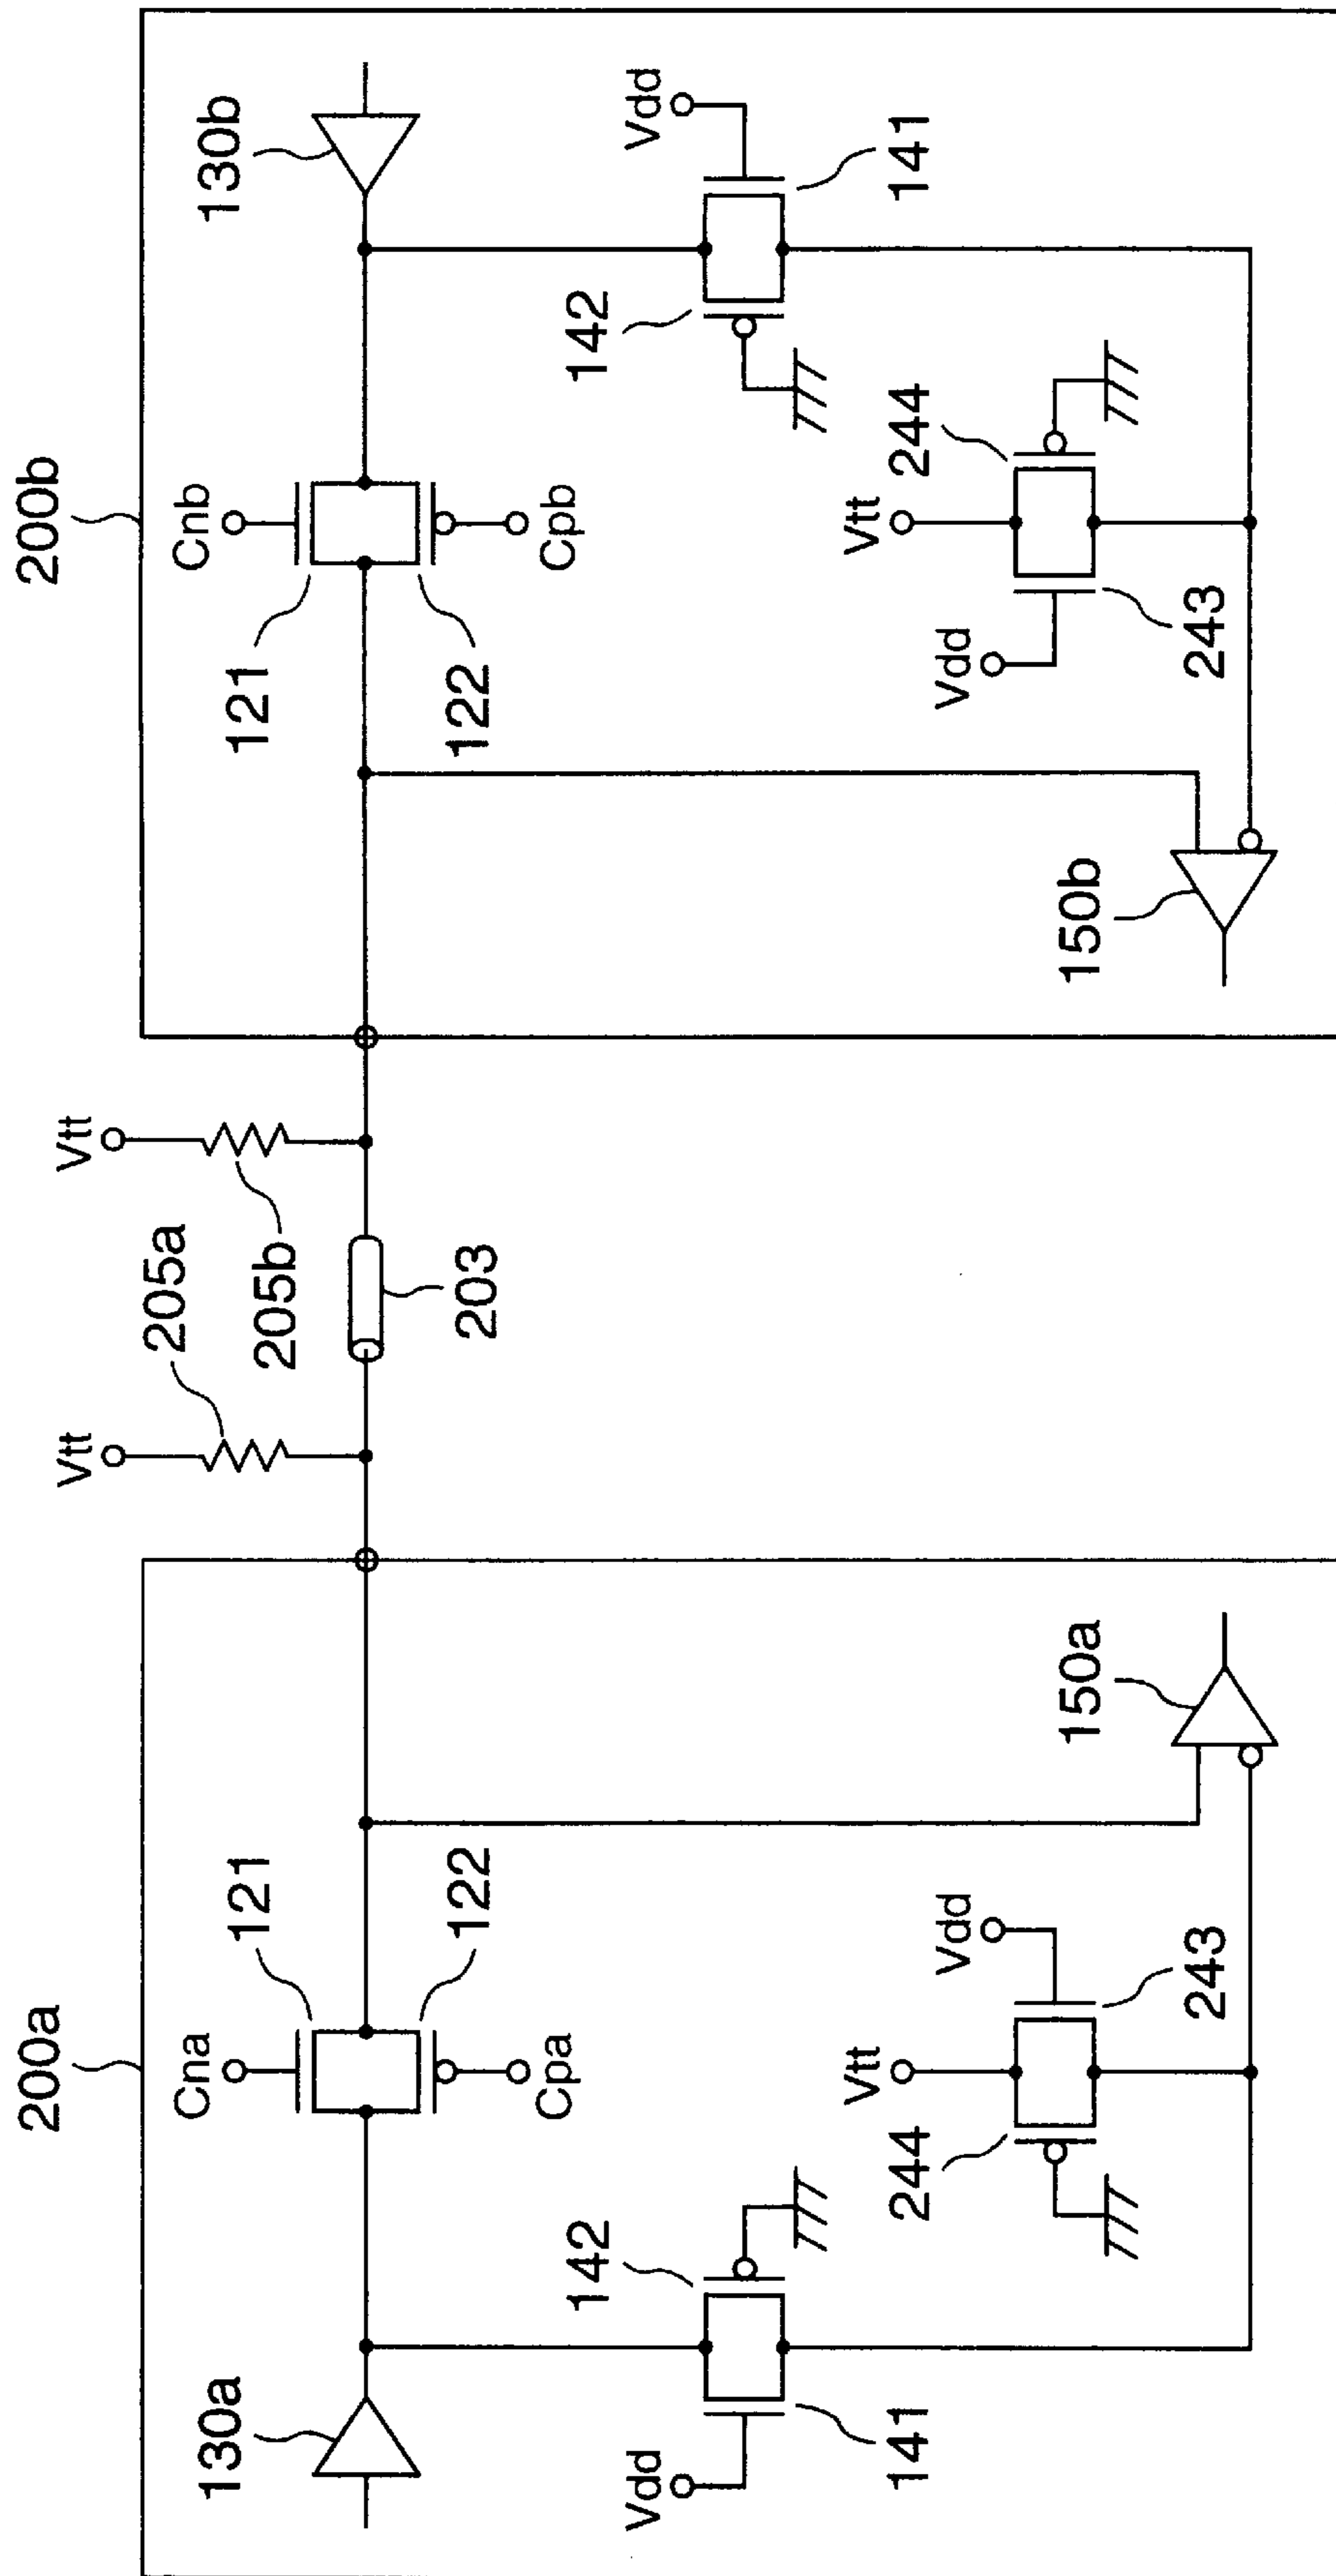 200a
130a
Cna
121
122
Cpa
Vdd
142
141
Vtt
244
Vdd
243
150a
Vtt
205a
Vtt
205b
203
200b
Cnb
121
122
Cpb
130b
Vdd
142
141
Vtt
244
Vdd
243
150b